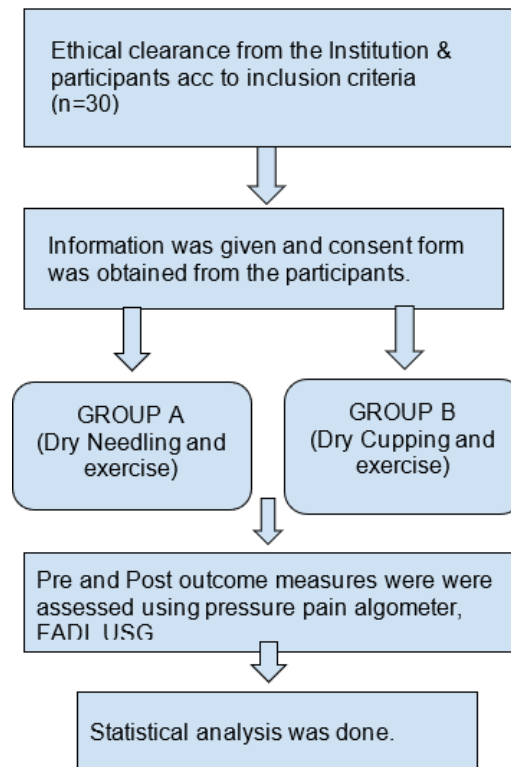 Ethical clearance from the Institution &
participants acc to inclusion criteria
(n=30)
Information was given and consent form
was obtained from the participants.
GROUP A
(Dry Needling and
exercise)
GROUP B
(Dry Cupping and
exercise)
Pre and Post outcome measures were were
assessed using pressure pain algometer,
USG
Statistical analysis was done.